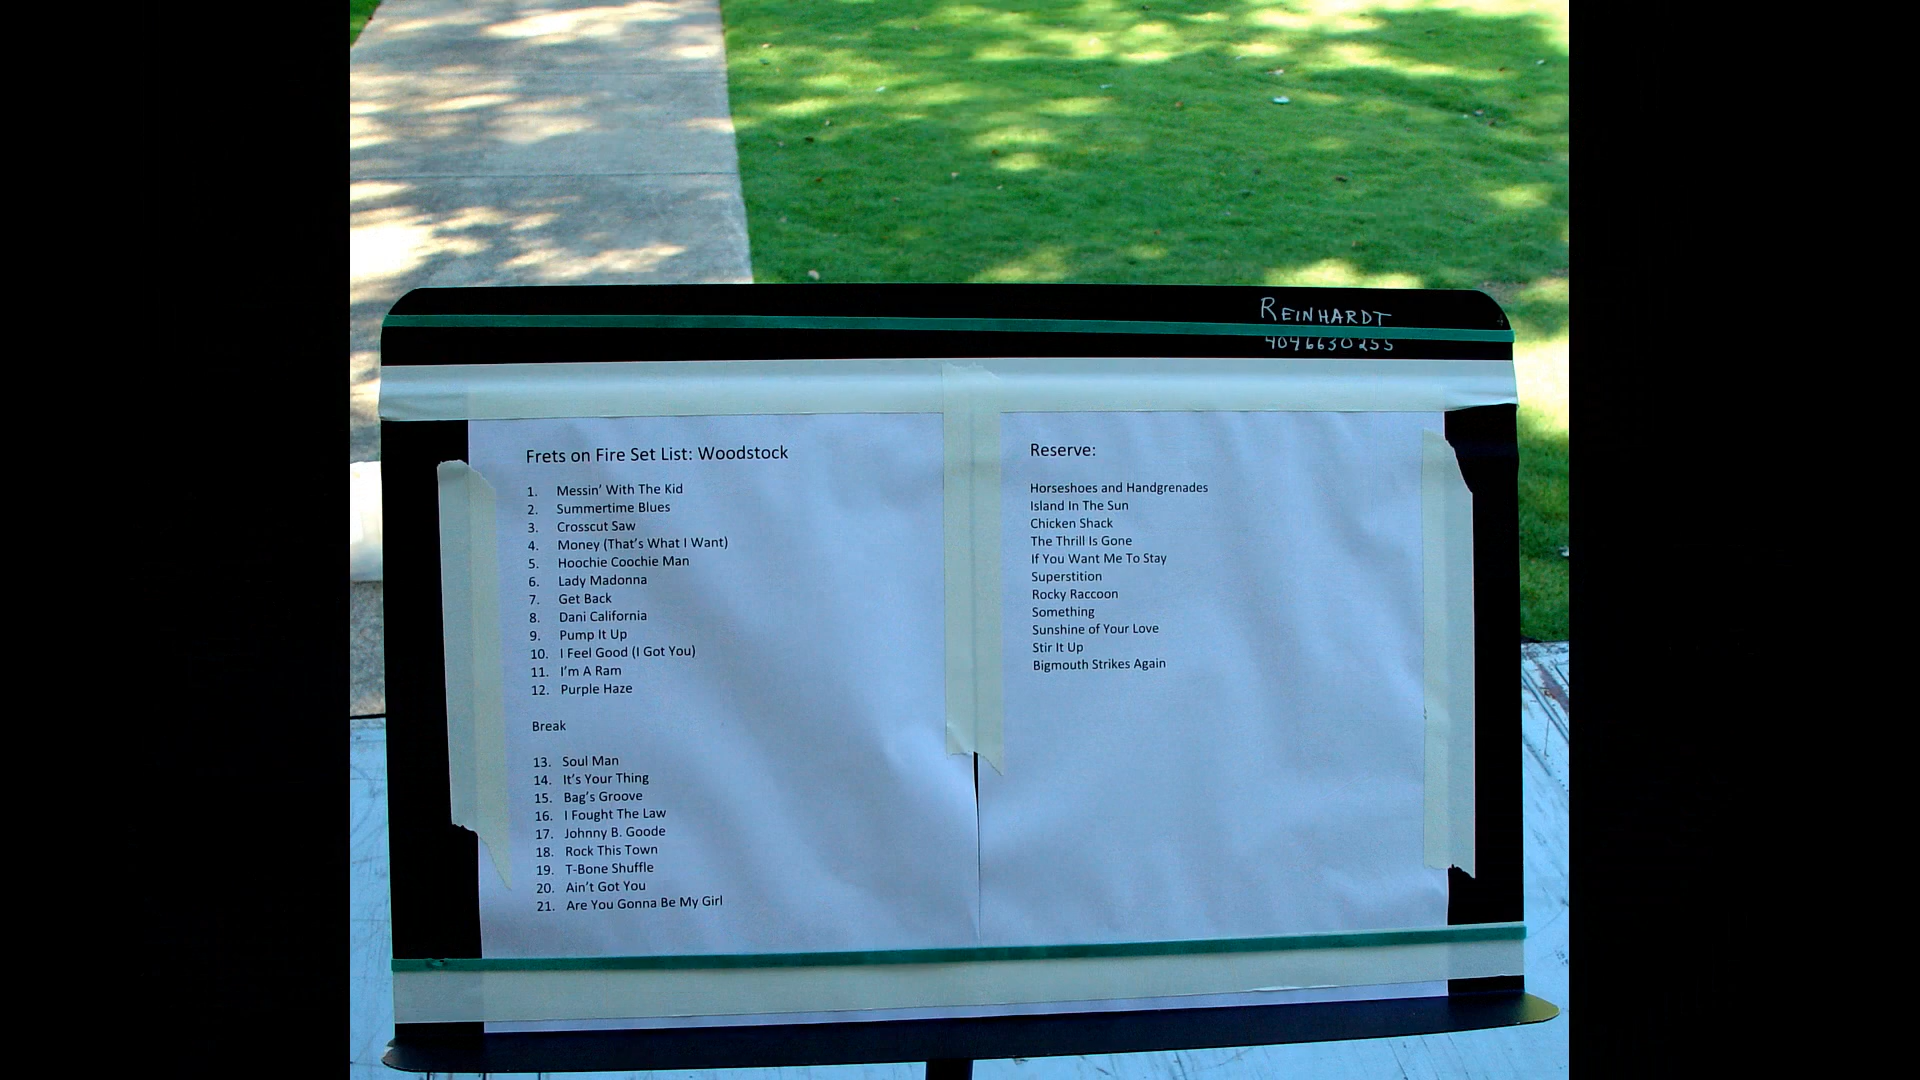 REINHARDT
4046630255
Frets on Fire Set List: Woodstock
1. Messin' With The Kid
2. Summertime Blues
3. Crosscut Saw
4. Money (That's What I Want)
5. Hoochie Coochie Man
6. Lady Madonna
7. Get Back
8. Dani California
9. Pump It Up
10. I Feel Good (I Got You)
11. I'm A Ram
12. Purple Haze
Break
13. Soul Man
14. It's Your Thing
15. Bag's Groove
16. I Fought The Law
17. Johnny B. Goode
18. Rock This Town
19. T-Bone Shuffle
20. Ain't Got You
21. Are You Gonna Be My Girl
Reserve:
Horseshoes and Handgrenades
Island In The Sun
Chicken Shack
The Thrill Is Gone
If You Want Me To Stay
Superstition
Rocky Raccoon
Something
Sunshine of Your Love
Stir It Up
Bigmouth Strikes Again